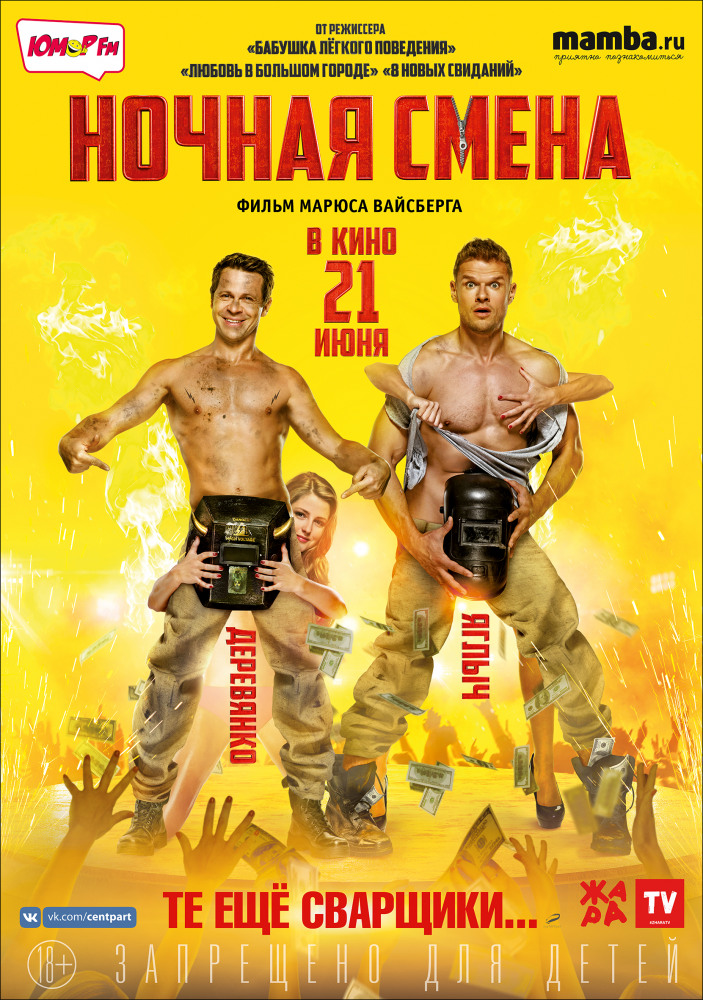 ЮМОР FM
ОТ РЕЖИССЕРА
«БАБУШКА ЛЁГКОГО ПОВЕДЕНИЯ»
«ЛЮБОВЬ В БОЛЬШОМ ГОРОДЕ» «8 НОВЫХ СВИДАНИЙ»
mamba.ru
приятно познакомиться
НОЧНАЯ СМЕНА
ФИЛЬМ МАРЮСА ВАЙСБЕРГА
В КИНО
21
ИЮНЯ
ДЕРЕВЯНКО
ЯГЛЫЧ
vk.com/centpart
ТЕ ЕЩЁ СВАРЩИКИ...
ЖАРА
TV
18+ ЗАПРЕЩЕНО ДЛЯ ДЕТЕЙ